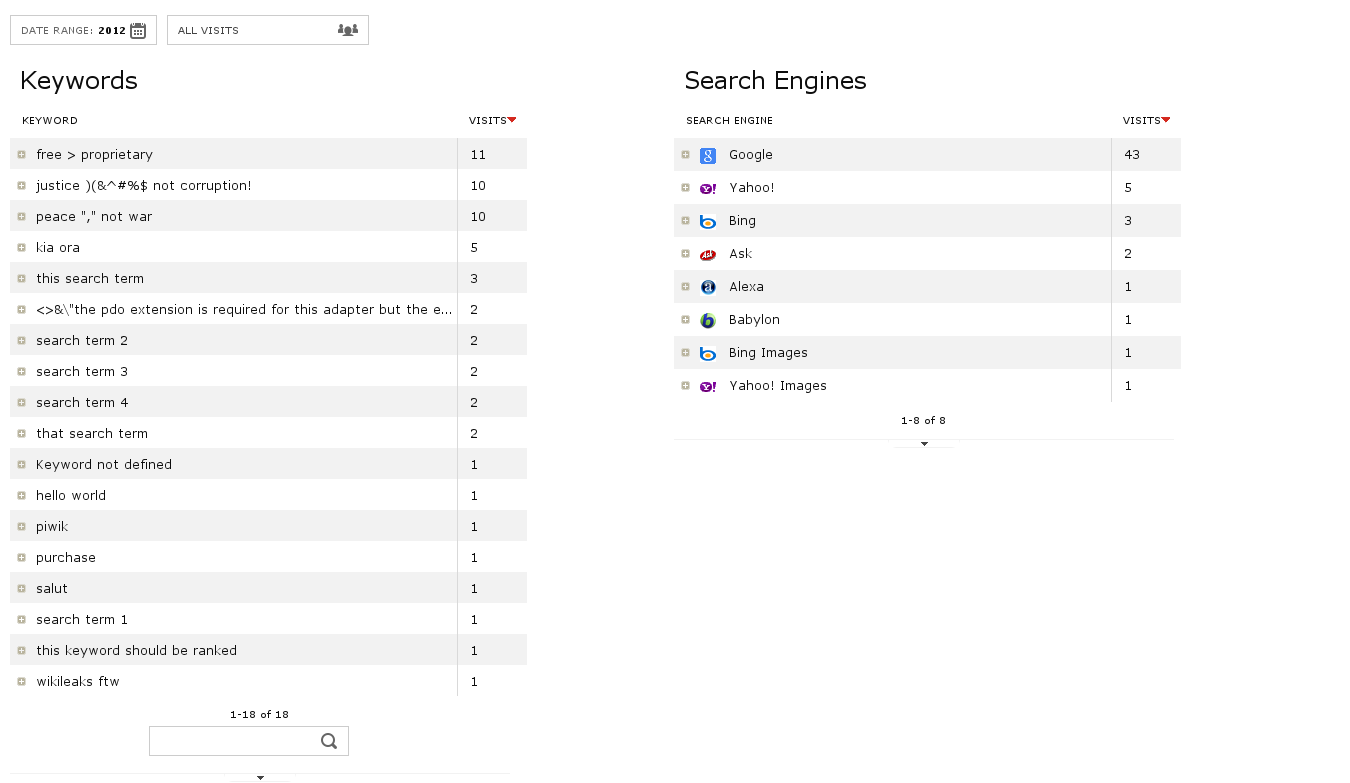 DATE RANGE: 2012
ALL VISITS
Keywords
KEYWORD VISITS
free > proprietary 11
justice )(&^#%$ not corruption! 10
peace "," not war 10
kia ora 5
this search term 3
<>&\"the pdo extension is required for this adapter but the e... 2
search term 2 2
search term 3 2
search term 4 2
that search term 2
Keyword not defined 1
hello world 1
piwik 1
purchase 1
salut 1
search term 1 1
this keyword should be ranked 1
wikileaks ftw 1
1-18 of 18
Search Engines
SEARCH ENGINE VISITS
Google 43
Yahoo! 5
Bing 3
Ask 2
Alexa 1
Babylon 1
Bing Images 1
Yahoo! Images 1
1-8 of 8